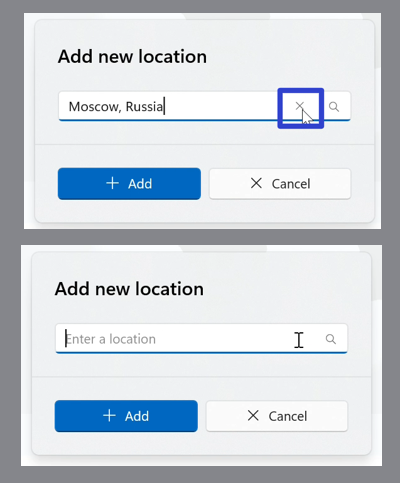 Add new location
Moscow, Russia
Add
Cancel
Add new location
Enter a location
Add
Cancel